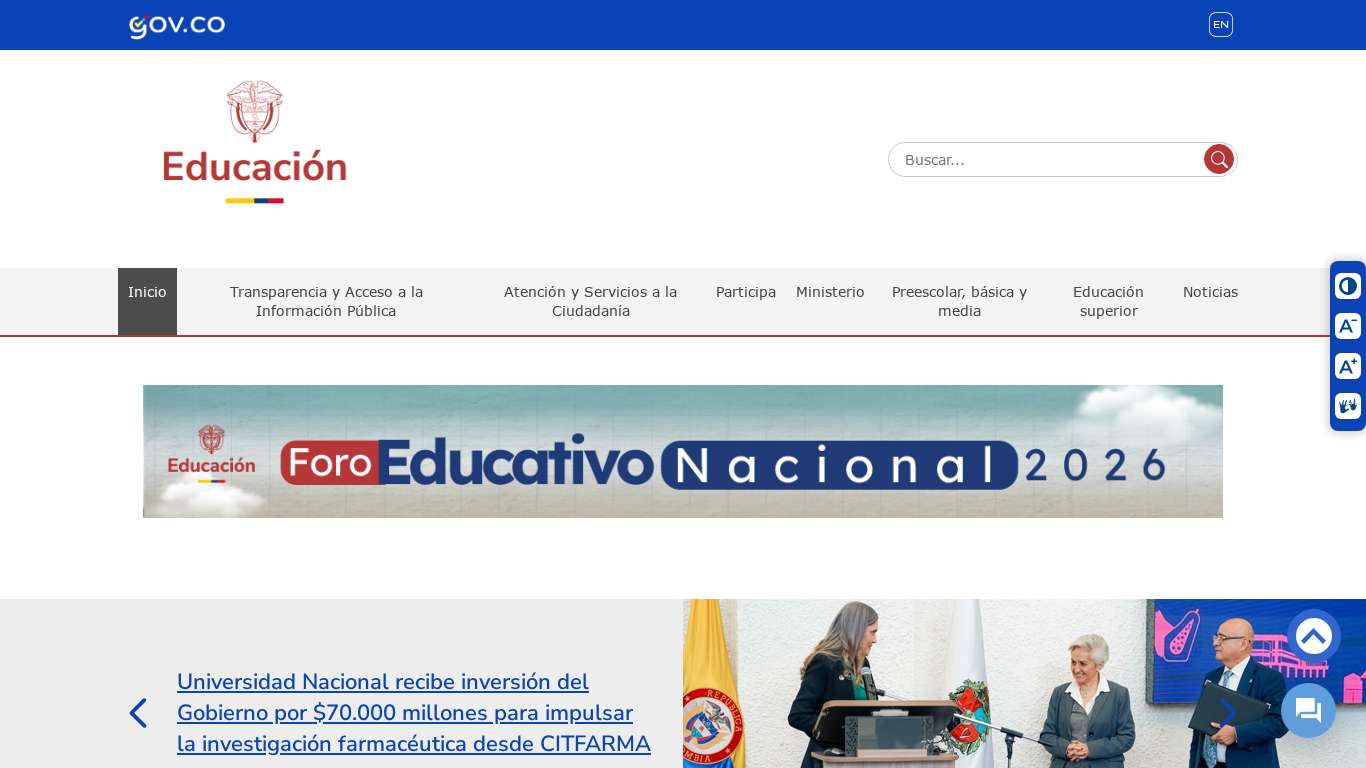 GOV.CO
EN
Educación
Buscar...
Inicio
Transparencia y Acceso a la
Información Pública
Atención y Servicios a la
Ciudadanía
Participa
Ministerio
Preescolar, básica y
media
Educación
superior
Noticias
A-
A+
Educación
Foro Educativo Nacional 2026
Universidad Nacional recibe inversión del
Gobierno por $70.000 millones para impulsar
la investigación farmacéutica desde CITFARMA
REPÚBLICA